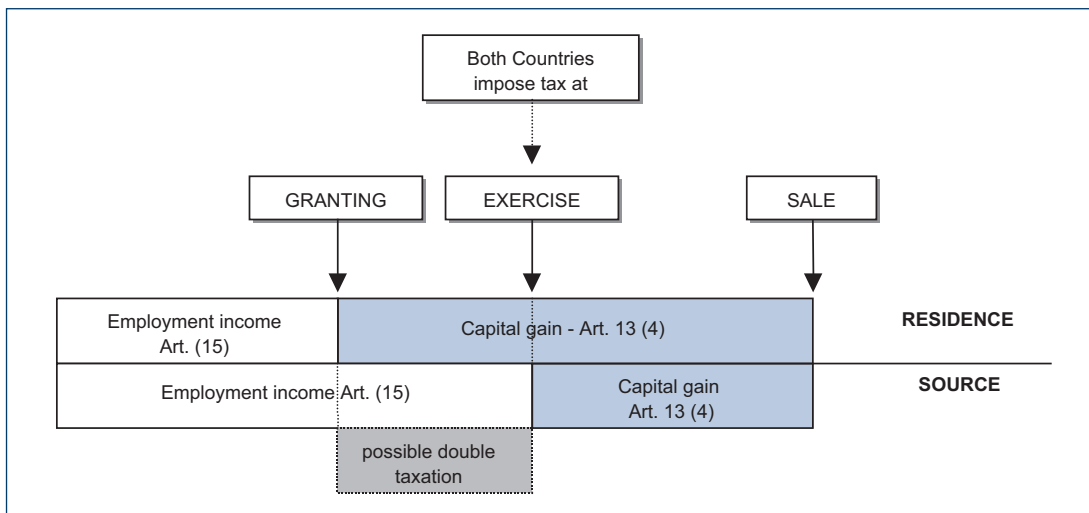 Both Countries
impose tax at
GRANTING
EXERCISE
SALE
Employment income
Art. (15)
Capital gain - Art. 13 (4)
RESIDENCE
Employment income Art. (15)
Capital gain
Art. 13 (4)
SOURCE
possible double
taxation